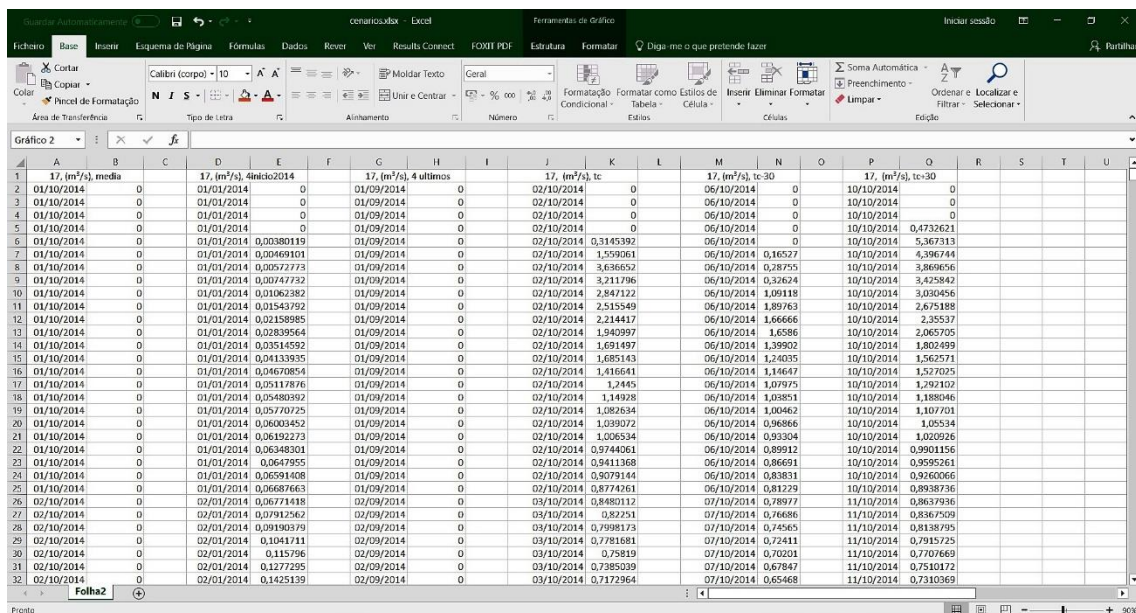 Guardar Automaticamente
cenarios.xlsx - Excel
Ferramentas de Gráfico
Iniciar sessão
Ficheiro Base Inserir Esquema de Página Fórmulas Dados Rever Ver Results Connect FOXIT PDF Estrutura Formatar Diga-me o que pretende fazer Partilhar
Colar
Cortar
Copiar
Pincel de Formatação
Área de Transferência
Calibri (corpo) 10
N I S
Tipo de Letra
Moldar Texto
Unir e Centrar
Alinhamento
Geral
% 000
Número
Formatação Condicional
Formatar como Tabela
Estilos de Célula
Estilos
Inserir Eliminar Formatar
Células
Soma Automática
Preenchimento
Limpar
Ordenar e Filtrar
Localizar e Selecionar
Edição
Gráfico 2 fx
A B C D E F G H I J K L M N O P Q R S T U
1 17, (m³/s), media 17, (m³/s), 4inicio2014 17, (m³/s), 4 ultimos 17, (m³/s), tc 17, (m³/s), tc-30 17, (m³/s), tc+30
2 01/10/2014 0 01/01/2014 0 01/09/2014 0 02/10/2014 0 06/10/2014 0 10/10/2014 0
3 01/10/2014 0 01/01/2014 0 01/09/2014 0 02/10/2014 0 06/10/2014 0 10/10/2014 0
4 01/10/2014 0 01/01/2014 0 01/09/2014 0 02/10/2014 0 06/10/2014 0 10/10/2014 0
5 01/10/2014 0 01/01/2014 0 01/09/2014 0 02/10/2014 0 06/10/2014 0 10/10/2014 0,4732621
6 01/10/2014 0 01/01/2014 0,00380119 01/09/2014 0 02/10/2014 0,3145392 06/10/2014 0 10/10/2014 5,367313
7 01/10/2014 0 01/01/2014 0,00469101 01/09/2014 0 02/10/2014 1,559061 06/10/2014 0,16527 10/10/2014 4,396744
8 01/10/2014 0 01/01/2014 0,00572773 01/09/2014 0 02/10/2014 3,636652 06/10/2014 0,28755 10/10/2014 3,869656
9 01/10/2014 0 01/01/2014 0,00747732 01/09/2014 0 02/10/2014 3,211796 06/10/2014 0,32624 10/10/2014 3,425842
10 01/10/2014 0 01/01/2014 0,01062382 01/09/2014 0 02/10/2014 2,847122 06/10/2014 1,09118 10/10/2014 3,030456
11 01/10/2014 0 01/01/2014 0,01543792 01/09/2014 0 02/10/2014 2,515549 06/10/2014 1,89763 10/10/2014 2,675188
12 01/10/2014 0 01/01/2014 0,02158985 01/09/2014 0 02/10/2014 2,214417 06/10/2014 1,66666 10/10/2014 2,35537
13 01/10/2014 0 01/01/2014 0,02839564 01/09/2014 0 02/10/2014 1,940997 06/10/2014 1,6586 10/10/2014 2,065705
14 01/10/2014 0 01/01/2014 0,03514592 01/09/2014 0 02/10/2014 1,691497 06/10/2014 1,39902 10/10/2014 1,802499
15 01/10/2014 0 01/01/2014 0,04133935 01/09/2014 0 02/10/2014 1,685143 06/10/2014 1,24035 10/10/2014 1,562571
16 01/10/2014 0 01/01/2014 0,04670854 01/09/2014 0 02/10/2014 1,416641 06/10/2014 1,14647 10/10/2014 1,527025
17 01/10/2014 0 01/01/2014 0,05117876 01/09/2014 0 02/10/2014 1,2445 06/10/2014 1,07975 10/10/2014 1,292102
18 01/10/2014 0 01/01/2014 0,05480392 01/09/2014 0 02/10/2014 1,14928 06/10/2014 1,03851 10/10/2014 1,188046
19 01/10/2014 0 01/01/2014 0,05770725 01/09/2014 0 02/10/2014 1,082634 06/10/2014 1,00462 10/10/2014 1,107701
20 01/10/2014 0 01/01/2014 0,06003452 01/09/2014 0 02/10/2014 1,039072 06/10/2014 0,96866 10/10/2014 1,05534
21 01/10/2014 0 01/01/2014 0,06192273 01/09/2014 0 02/10/2014 1,006534 06/10/2014 0,93304 10/10/2014 1,020926
22 01/10/2014 0 01/01/2014 0,06348301 01/09/2014 0 02/10/2014 0,9744061 06/10/2014 0,89912 10/10/2014 0,9901156
23 01/10/2014 0 01/01/2014 0,0647955 01/09/2014 0 02/10/2014 0,9411368 06/10/2014 0,86691 10/10/2014 0,9595261
24 01/10/2014 0 01/01/2014 0,06591408 01/09/2014 0 02/10/2014 0,9079144 06/10/2014 0,83831 10/10/2014 0,9260066
25 01/10/2014 0 01/01/2014 0,06687663 01/09/2014 0 02/10/2014 0,8774261 06/10/2014 0,81229 10/10/2014 0,8938736
26 02/10/2014 0 02/01/2014 0,06771418 02/09/2014 0 03/10/2014 0,8480112 07/10/2014 0,78977 11/10/2014 0,8637936
27 02/10/2014 0 02/01/2014 0,07912562 02/09/2014 0 03/10/2014 0,82251 07/10/2014 0,76686 11/10/2014 0,8367509
28 02/10/2014 0 02/01/2014 0,09190379 02/09/2014 0 03/10/2014 0,7998173 07/10/2014 0,74565 11/10/2014 0,8138795
29 02/10/2014 0 02/01/2014 0,1041711 02/09/2014 0 03/10/2014 0,7781681 07/10/2014 0,72411 11/10/2014 0,7915725
30 02/10/2014 0 02/01/2014 0,115796 02/09/2014 0 03/10/2014 0,75819 07/10/2014 0,70201 11/10/2014 0,7707669
31 02/10/2014 0 02/01/2014 0,1277295 02/09/2014 0 03/10/2014 0,7385039 07/10/2014 0,67847 11/10/2014 0,7510172
32 02/10/2014 0 02/01/2014 0,1425139 02/09/2014 0 03/10/2014 0,7172964 07/10/2014 0,65468 11/10/2014 0,7310369
Folha2
Pronto 90%